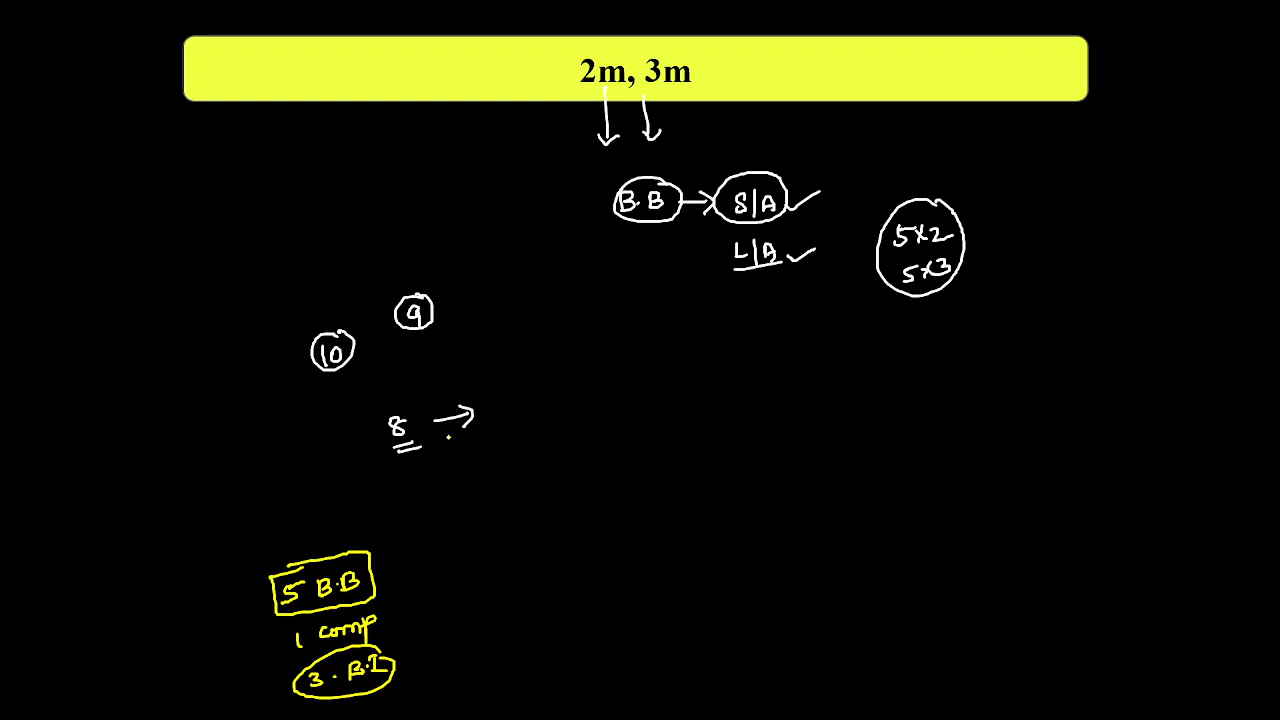 2m, 3m
B.B → S|A ✓
L|A ✓
5×2
5×3
9
10
8 →
5 B.B
1 comp
3. B.I